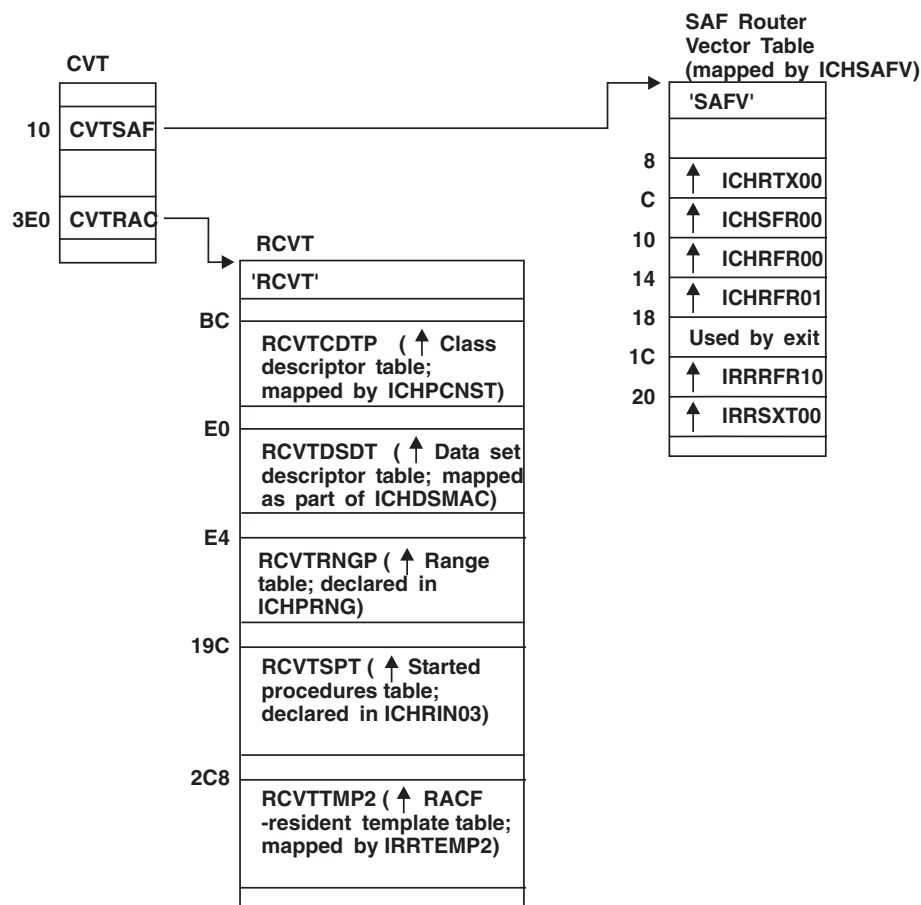 SAF Router
Vector Table
(mapped by ICHSAFV)
CVT
10 CVTSAF
3E0 CVTRAC
'SAFV'
8
ICHRTX00
C
ICHSFR00
10
ICHRFR00
14
ICHRFR01
18
Used by exit
1C
IRRRFR10
20
IRRSXT00
RCVT
'RCVT'
BC
RCVTCDTP ( ↑ Class
descriptor table;
mapped by ICHPCNST)
E0
RCVTDSDT ( ↑ Data set
descriptor table; mapped
as part of ICHDSMAC)
E4
RCVTRNGP ( ↑ Range
table; declared in
ICHPRNG)
19C
RCVTSPT ( ↑ Started
procedures table;
declared in ICHRIN03)
2C8
RCVTTMP2 ( ↑ RACF
-resident template table;
mapped by IRRTEMP2)